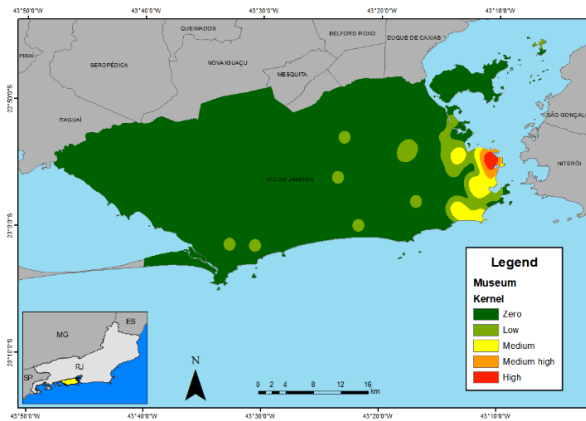 43°50'0"W 43°40'0"W 43°30'0"W 43°20'0"W 43°10'0"W
QUEIMADOS
BELFORD ROXO
DUQUE DE CAXIAS
PIRAÍ
SEROPÉDICA
NOVA IGUAÇU
MESQUITA
SÃO GONÇALO
ITAGUAÍ
NITERÓI
RIO DE JANEIRO
23°0'0"S
23°10'0"S
Legend
Museum
Kernel
Zero
Low
Medium
Medium high
High
MG
ES
RJ
SP
N
0 2 4 8 12 16
km
43°50'0"W 43°40'0"W 43°30'0"W 43°20'0"W 43°10'0"W